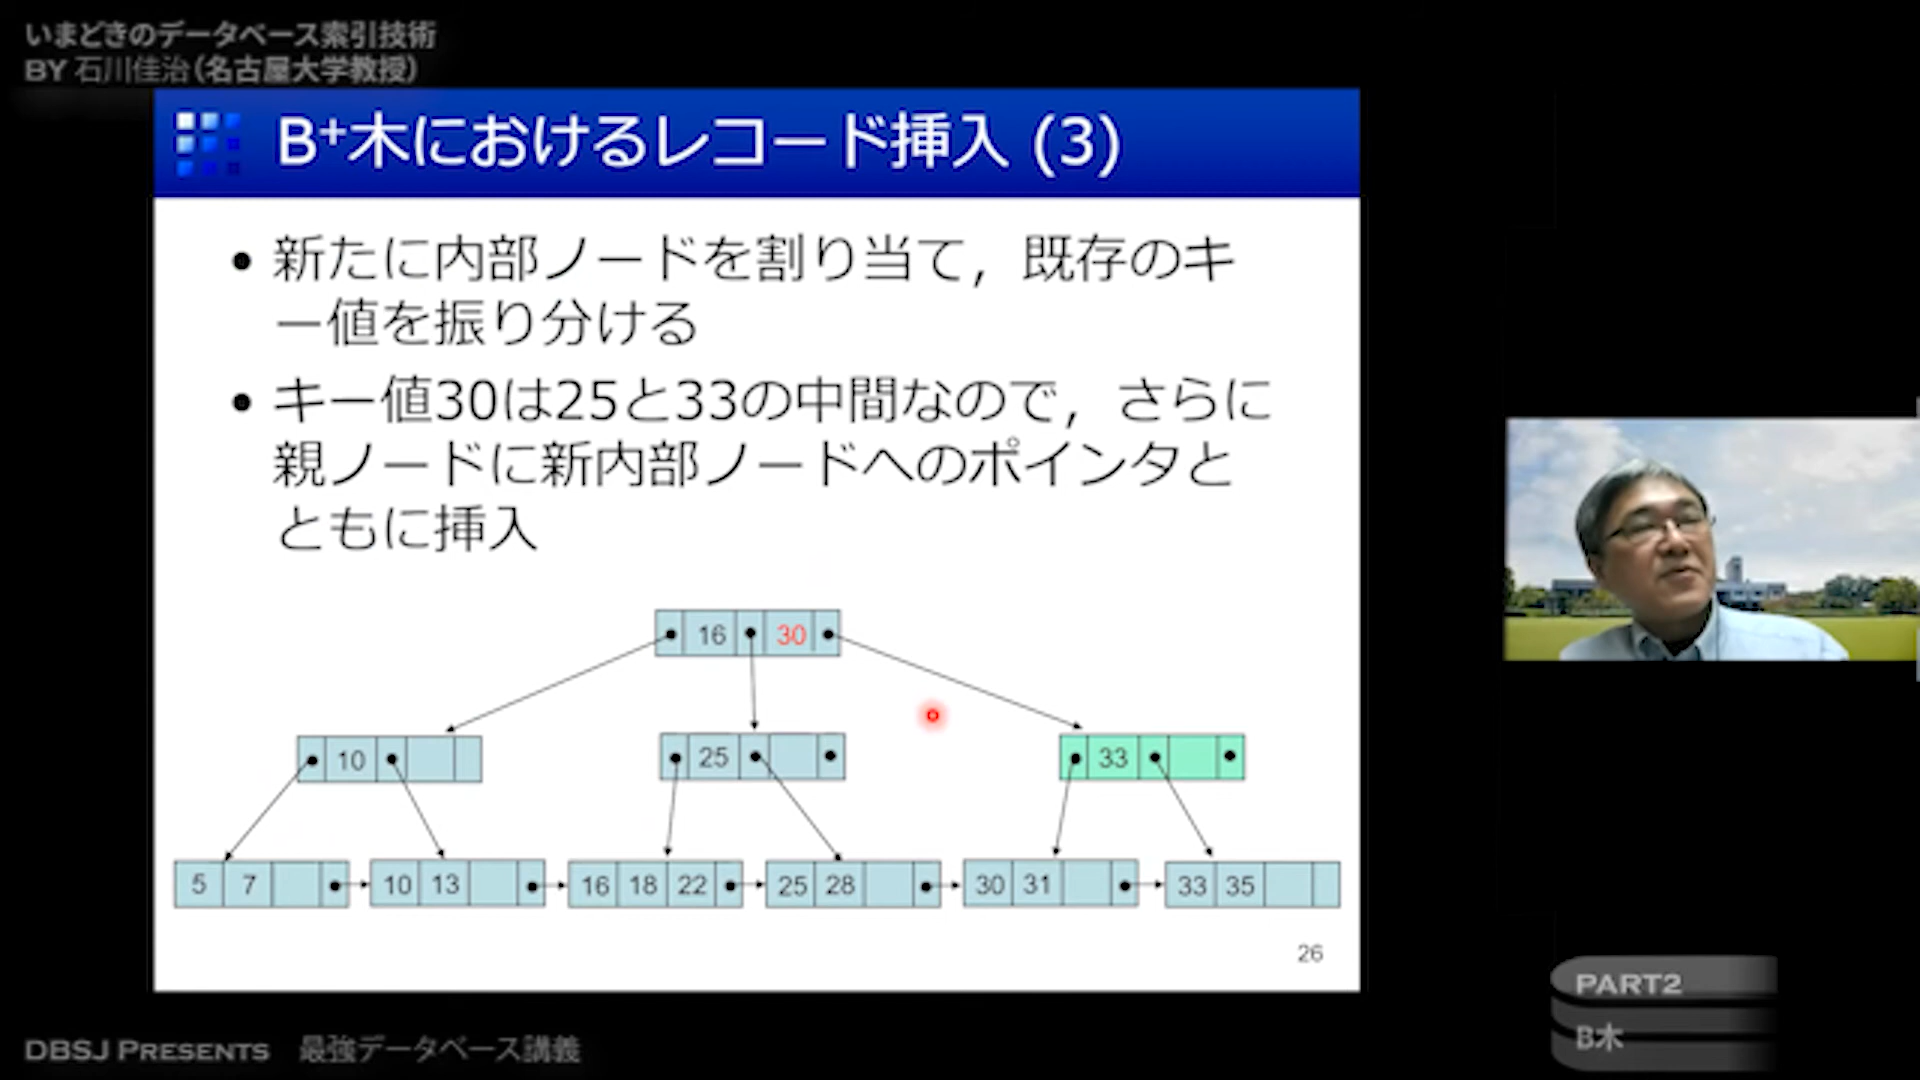 いまどきのデータベース索引技術
BY 石川佳治(名古屋大学教授)
B+木におけるレコード挿入 (3)
• 新たに内部ノードを割り当て，既存のキ
ー値を振り分ける
• キー値30は25と33の中間なので，さらに
親ノードに新内部ノードへのポインタと
ともに挿入
16 30
10 25 33
5 7 10 13 16 18 22 25 28 30 31 33 35
26
PART2
B木
DBSJ PRESENTS 最強データベース講義